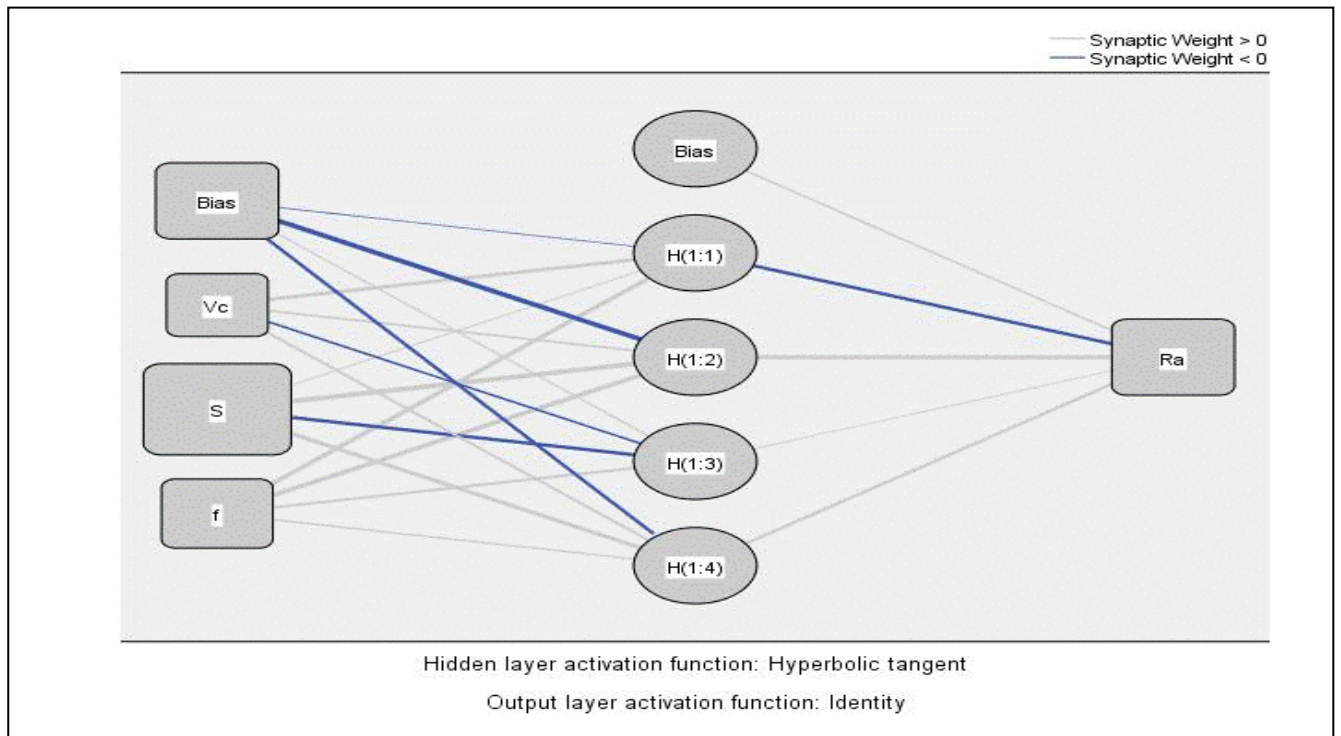 Synaptic Weight > 0
Synaptic Weight < 0
Bias
Bias
Vc
S
f
H(1:1)
H(1:2)
H(1:3)
H(1:4)
Ra
Hidden layer activation function: Hyperbolic tangent
Output layer activation function: Identity